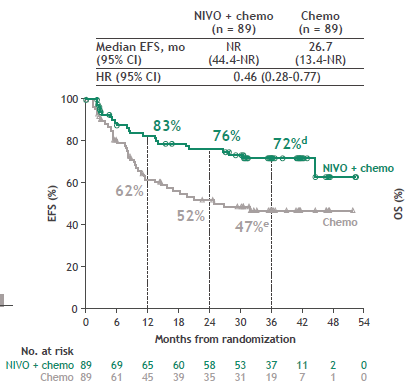 NIVO + chemo Chemo
(n = 89) (n = 89)
Median EFS, mo NR 26.7
(95% CI) (44.4-NR) (13.4-NR)
HR (95% CI) 0.46 (0.28-0.77)
100
80
60
40
20
0
EFS (%)
83%
76%
72%d
NIVO + chemo
62%
52%
47%e
Chemo
OS (%)
0 6 12 18 24 30 36 42 48 54
Months from randomization
No. at risk
NIVO + chemo 89 69 65 60 58 53 37 11 2 0
Chemo 89 61 45 39 35 31 19 7 1 0